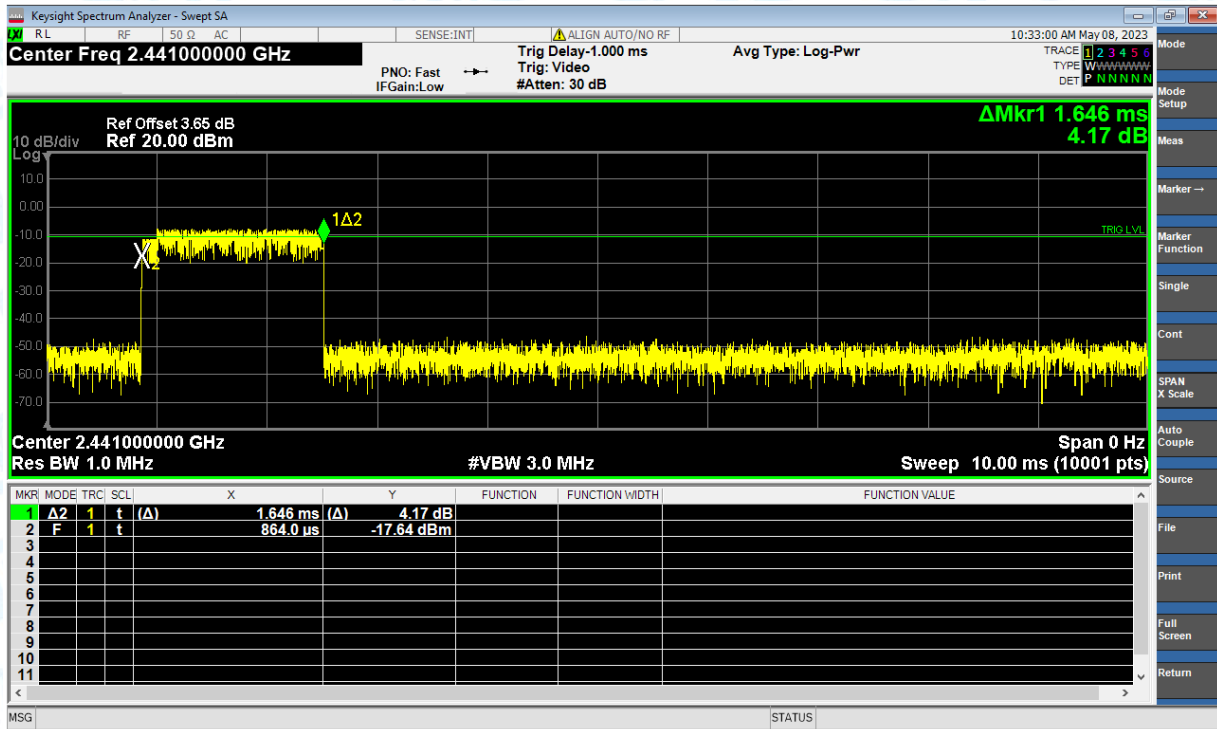 Keysight Spectrum Analyzer - Swept SA
LXI RL RF 50 Ω AC SENSE:INT ALIGN AUTO/NO RF 10:33:00 AM May 08, 2023
Center Freq 2.441000000 GHz
PNO: Fast
IFGain:Low
Trig Delay-1.000 ms
Trig: Video
#Atten: 30 dB
Avg Type: Log-Pwr
TRACE 1 2 3 4 5 6
TYPE WWWWWW
DET P N N N N N
ΔMkr1 1.646 ms
4.17 dB
Ref Offset 3.65 dB
Ref 20.00 dBm
10 dB/div
Log
10.0
0.00
-10.0
-20.0
-30.0
-40.0
-50.0
-60.0
-70.0
1Δ2
X2
TRIG LVL
Center 2.441000000 GHz Span 0 Hz
Res BW 1.0 MHz #VBW 3.0 MHz Sweep 10.00 ms (10001 pts)
MKR MODE TRC SCL X Y FUNCTION FUNCTION WIDTH FUNCTION VALUE
1 Δ2 1 t (Δ) 1.646 ms (Δ) 4.17 dB
2 F 1 t 864.0 µs -17.64 dBm
3
4
5
6
7
8
9
10
11
MSG STATUS
Mode
Mode
Setup
Meas
Marker →
Marker
Function
Single
Cont
SPAN
X Scale
Auto
Couple
Source
File
Print
Full
Screen
Return